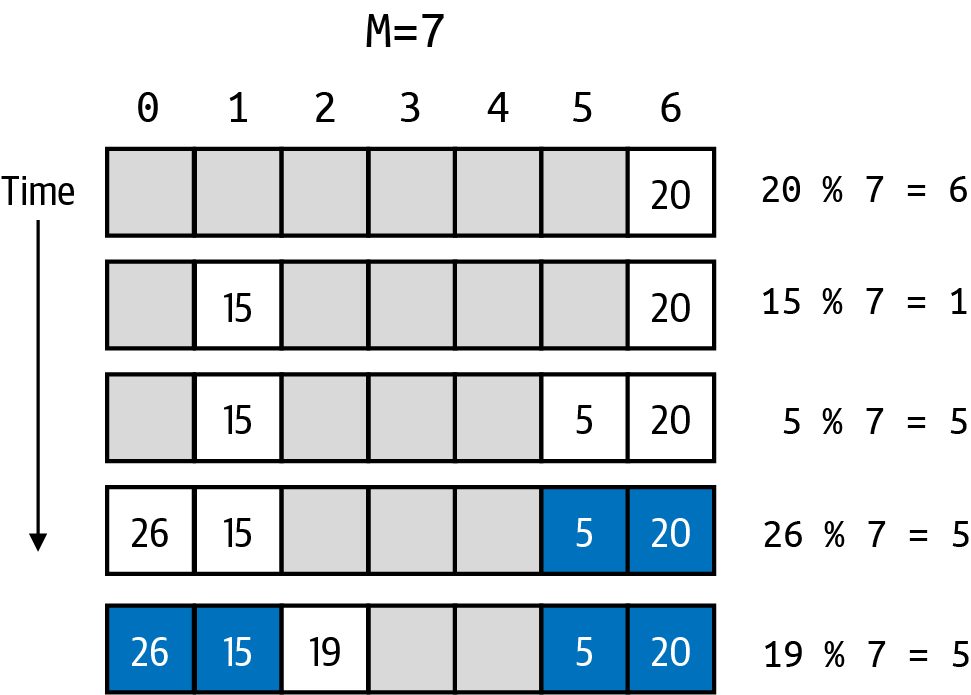 M=7
0 1 2 3 4 5 6
Time
20 20 % 7 = 6
15 20 15 % 7 = 1
15 5 20 5 % 7 = 5
26 15 5 20 26 % 7 = 5
26 15 19 5 20 19 % 7 = 5